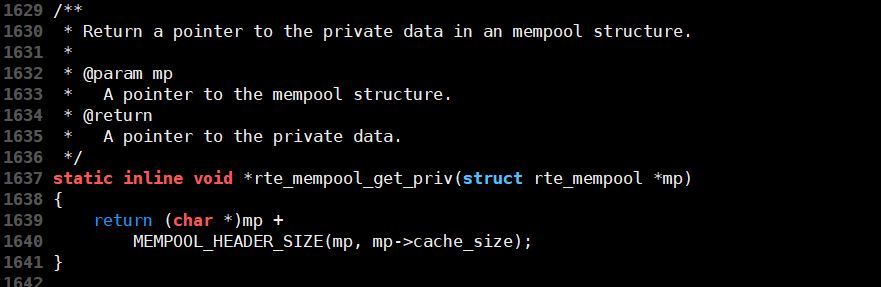 1629 /**
1630  * Return a pointer to the private data in an mempool structure.
1631  *
1632  * @param mp
1633  *   A pointer to the mempool structure.
1634  * @return
1635  *   A pointer to the private data.
1636  */
1637 static inline void *rte_mempool_get_priv(struct rte_mempool *mp)
1638 {
1639     return (char *)mp +
1640         MEMPOOL_HEADER_SIZE(mp, mp->cache_size);
1641 }
1642